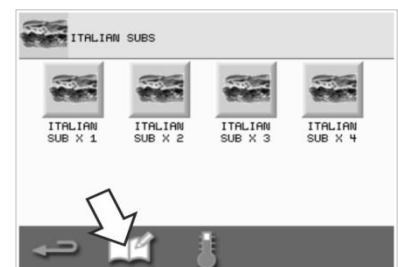 ITALIAN SUBS
ITALIAN SUB X 1
ITALIAN SUB X 2
ITALIAN SUB X 3
ITALIAN SUB X 4